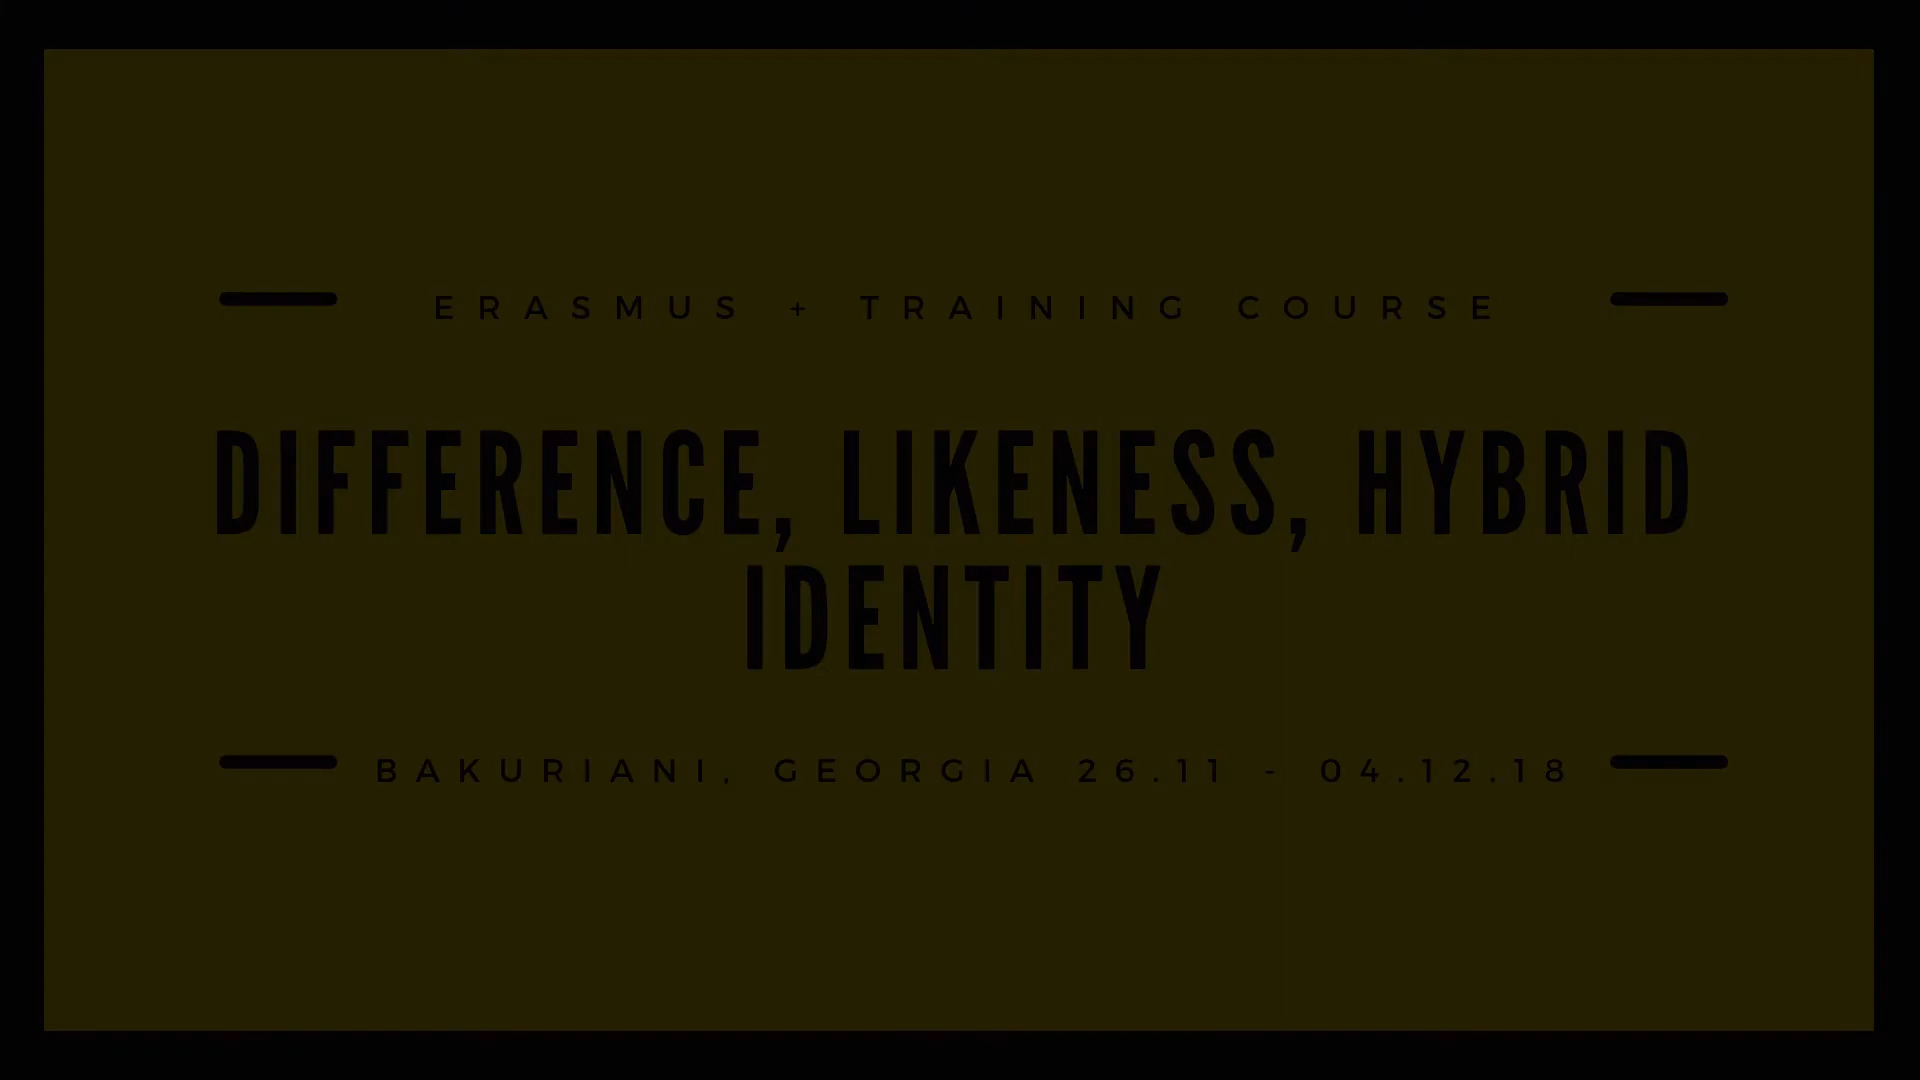 ERASMUS + TRAINING COURSE
DIFFERENCE, LIKENESS, HYBRID
IDENTITY
BAKURIANI, GEORGIA 26.11 - 04.12.18